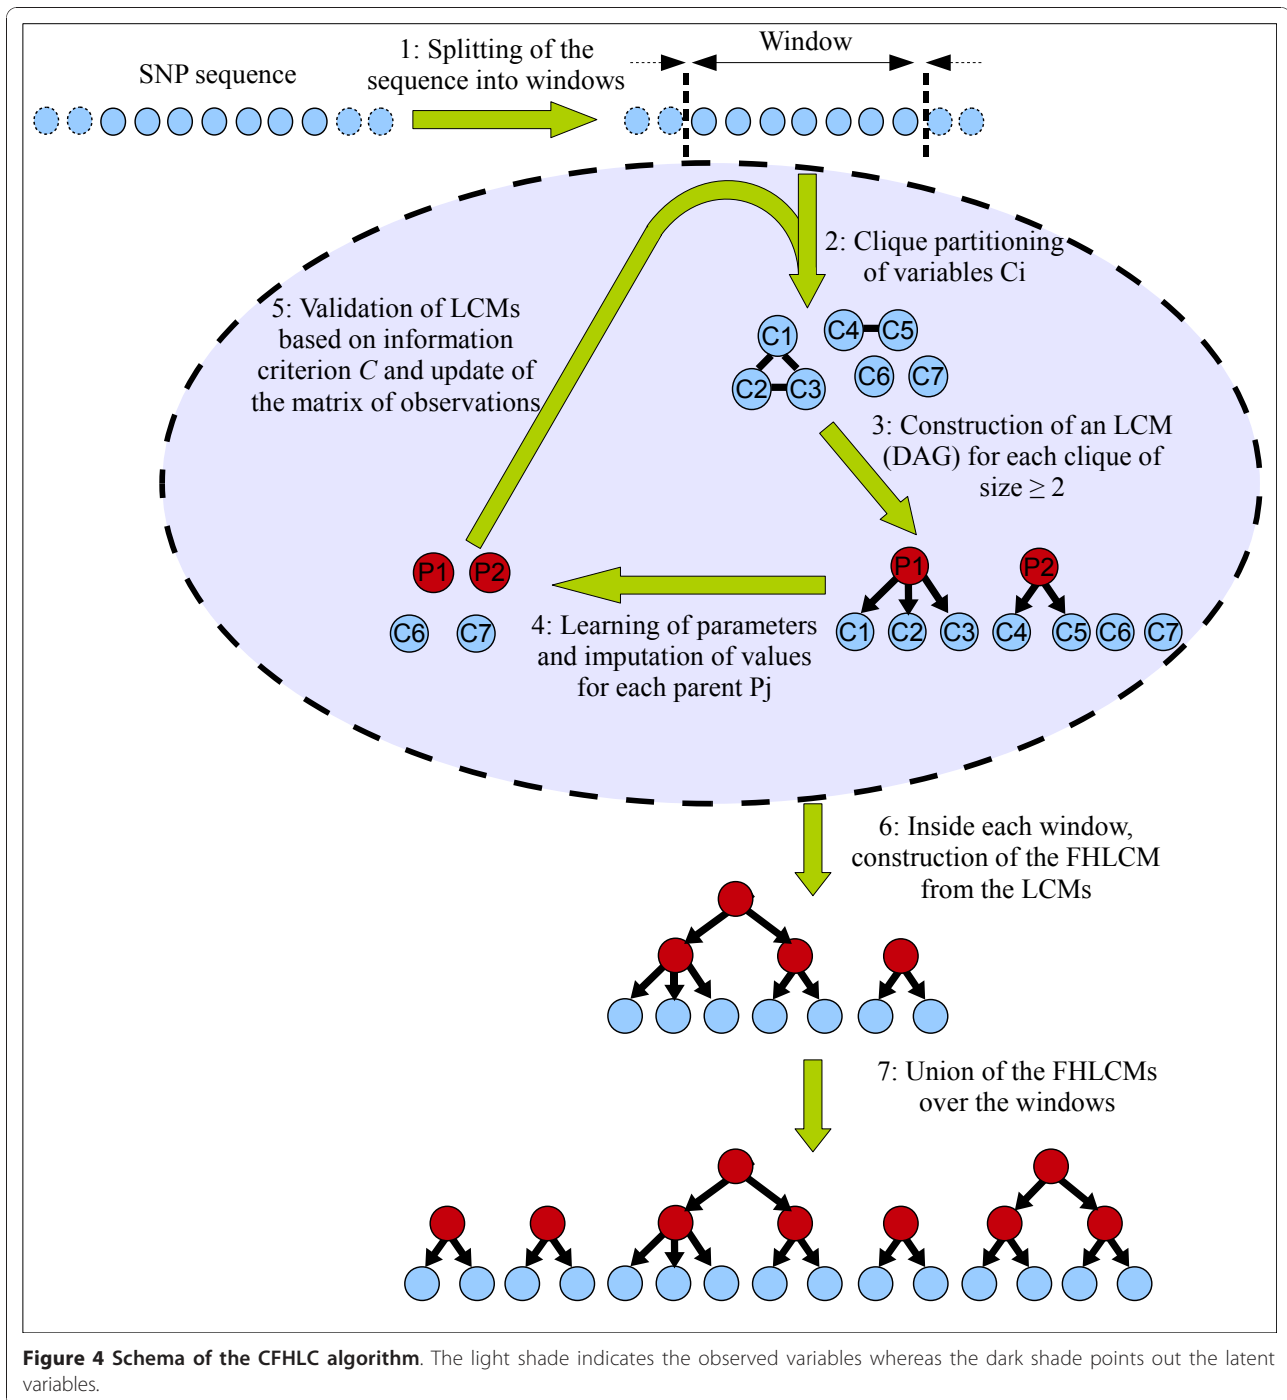 SNP sequence
1: Splitting of the
sequence into windows
Window
2: Clique partitioning
of variables Ci
5: Validation of LCMs
based on information
criterion C and update of
the matrix of observations
C1
C4
C5
C2
C3
C6
C7
3: Construction of an LCM
(DAG) for each clique of
size ≥ 2
P1
P2
P1
P2
C6
C7
C1
C2
C3
C4
C5
C6
C7
4: Learning of parameters
and imputation of values
for each parent Pj
6: Inside each window,
construction of the FHLCM
from the LCMs
7: Union of the FHLCMs
over the windows
Figure 4 Schema of the CFHLC algorithm. The light shade indicates the observed variables whereas the dark shade points out the latent
variables.